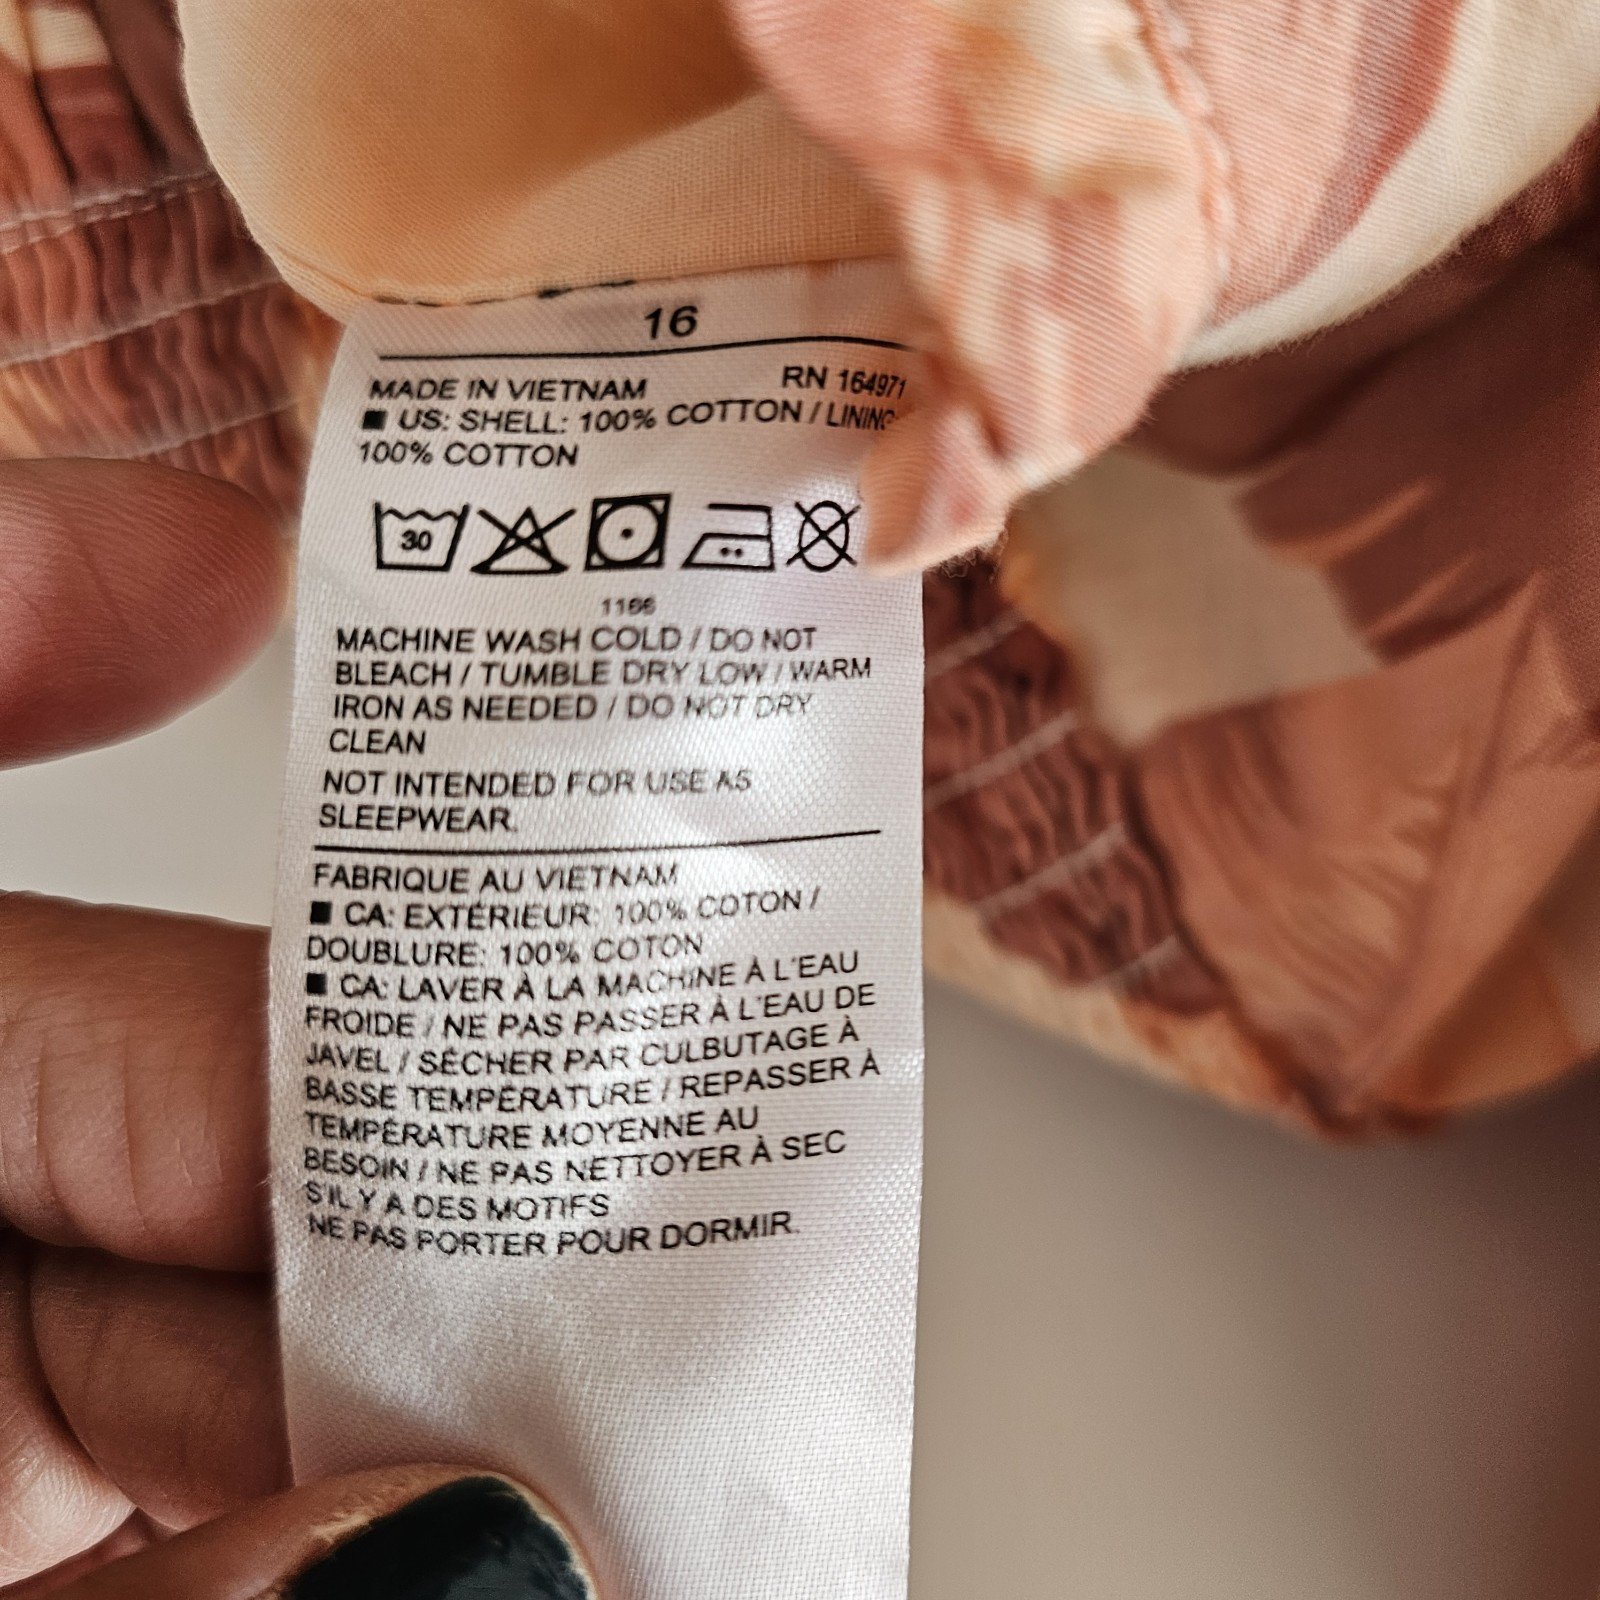 16
MADE IN VIETNAM RN 164971
US: SHELL: 100% COTTON / LINING
100% COTTON
30
1166
MACHINE WASH COLD / DO NOT
BLEACH / TUMBLE DRY LOW / WARM
IRON AS NEEDED / DO NOT DRY
CLEAN
NOT INTENDED FOR USE AS
SLEEPWEAR.
FABRIQUE AU VIETNAM
CA: EXTÉRIEUR: 100% COTON /
DOUBLURE: 100% COTON
CA: LAVER À LA MACHINE À L'EAU
FROIDE / NE PAS PASSER À L'EAU DE
JAVEL / SÉCHER PAR CULBUTAGE À
BASSE TEMPÉRATURE / REPASSER À
TEMPÉRATURE MOYENNE AU
BESOIN / NE PAS NETTOYER À SEC
S'IL Y A DES MOTIFS
NE PAS PORTER POUR DORMIR.